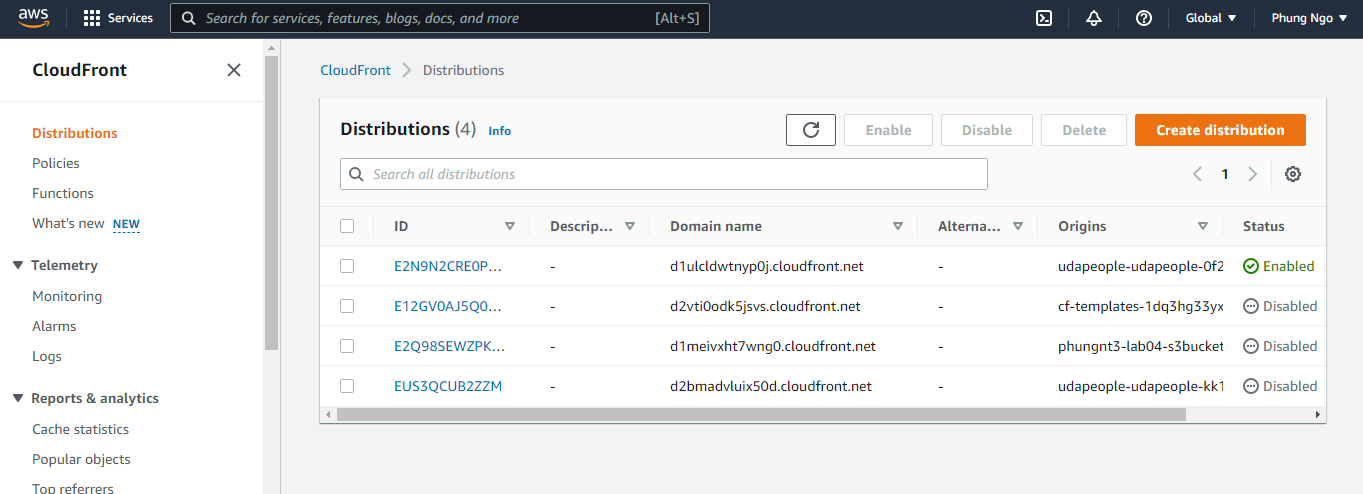 aws Services Search for services, features, blogs, docs, and more [Alt+S] Global Phung Ngo
CloudFront
Distributions
Policies
Functions
What's new NEW
Telemetry
Monitoring
Alarms
Logs
Reports & analytics
Cache statistics
Popular objects
Top referrers
CloudFront Distributions
Distributions (4) Info Enable Disable Delete Create distribution
Search all distributions 1
ID Descrip... Domain name Alterna... Origins Status
E2N9N2CRE0P... - d1ulcldwtnyp0j.cloudfront.net - udapeople-udapeople-0f2 Enabled
E12GV0AJ5Q0... - d2vti0odk5jsvs.cloudfront.net - cf-templates-1dq3hg33yx Disabled
E2Q98SEWZPK... - d1meivxht7wng0.cloudfront.net - phungnt3-lab04-s3bucket Disabled
EUS3QCUB2ZZM - d2bmadvluix50d.cloudfront.net - udapeople-udapeople-kk1 Disabled